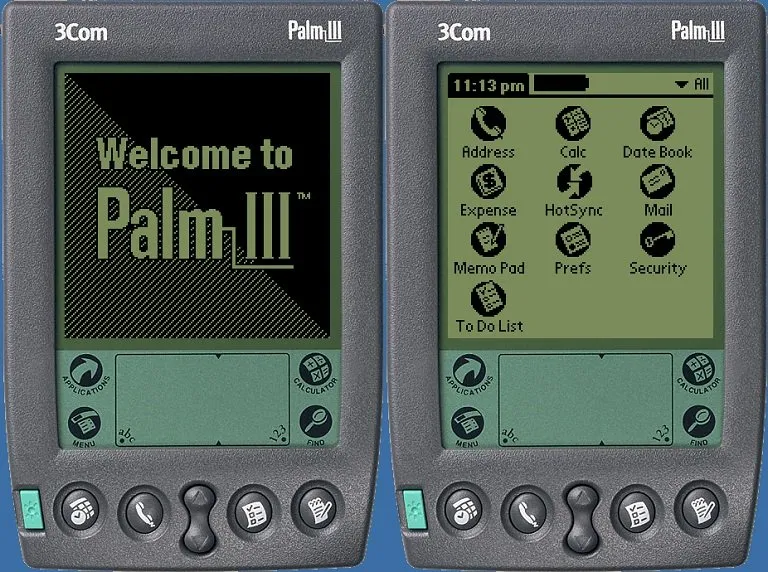 3Com Palm III
Welcome to
Palm III™
APPLICATIONS
CALCULATOR
MENU
abc
123
FIND
3Com Palm III
11:13 pm All
Address Calc Date Book
Expense HotSync Mail
Memo Pad Prefs Security
To Do List
APPLICATIONS
CALCULATOR
MENU
abc
123
FIND